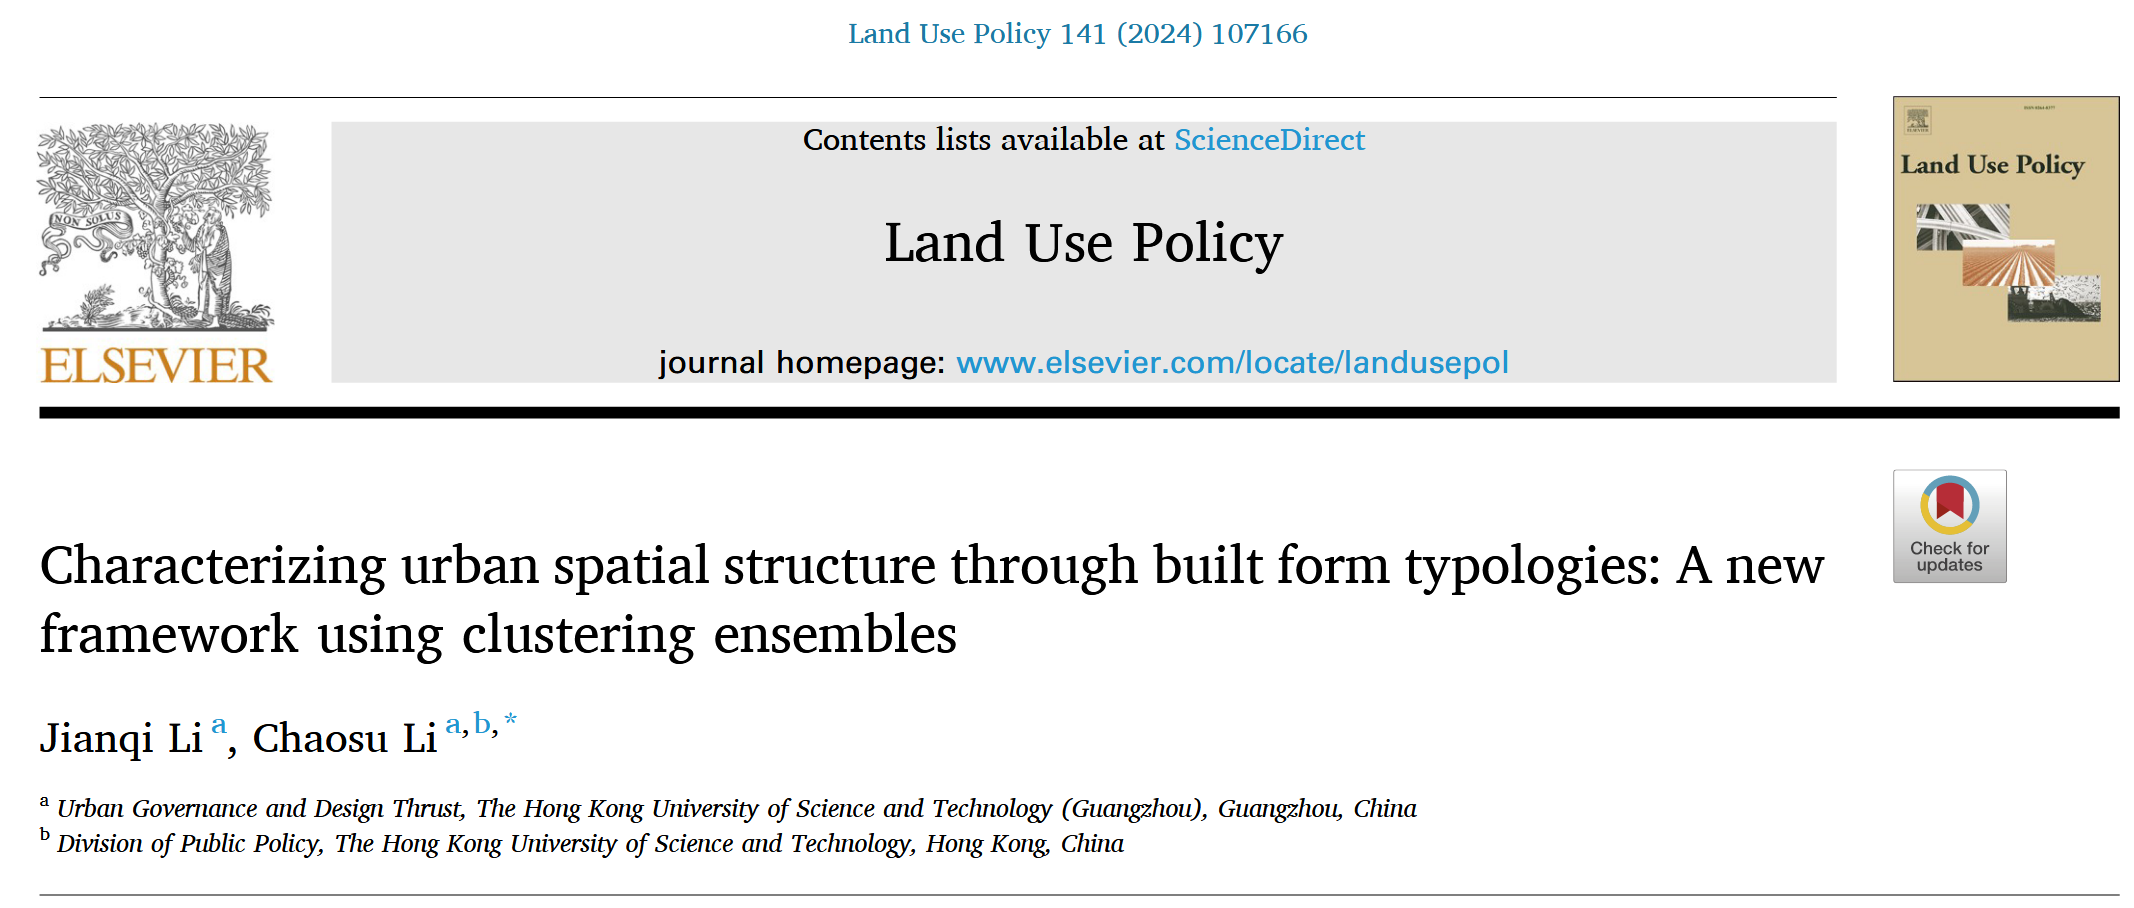 Land Use Policy 141 (2024) 107166
Contents lists available at ScienceDirect
Land Use Policy
journal homepage: www.elsevier.com/locate/landusepol
NON SOLUS
ELSEVIER
ELSEVIER
Land Use Policy
Check for
updates
Characterizing urban spatial structure through built form typologies: A new
framework using clustering ensembles
Jianqi Li a, Chaosu Li a,b,*
a Urban Governance and Design Thrust, The Hong Kong University of Science and Technology (Guangzhou), Guangzhou, China
b Division of Public Policy, The Hong Kong University of Science and Technology, Hong Kong, China